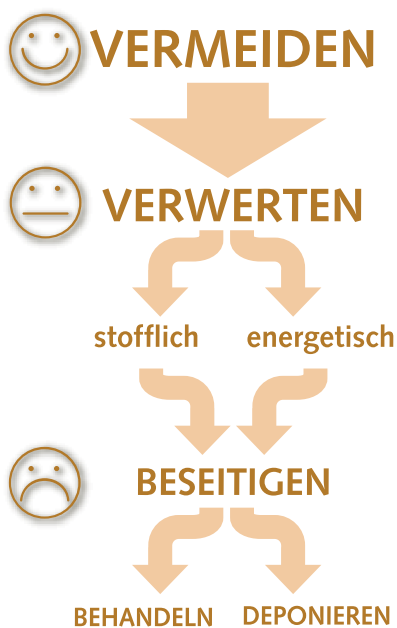 VERMEIDEN
VERWERTEN
stofflich energetisch
BESEITIGEN
BEHANDELN DEPONIEREN